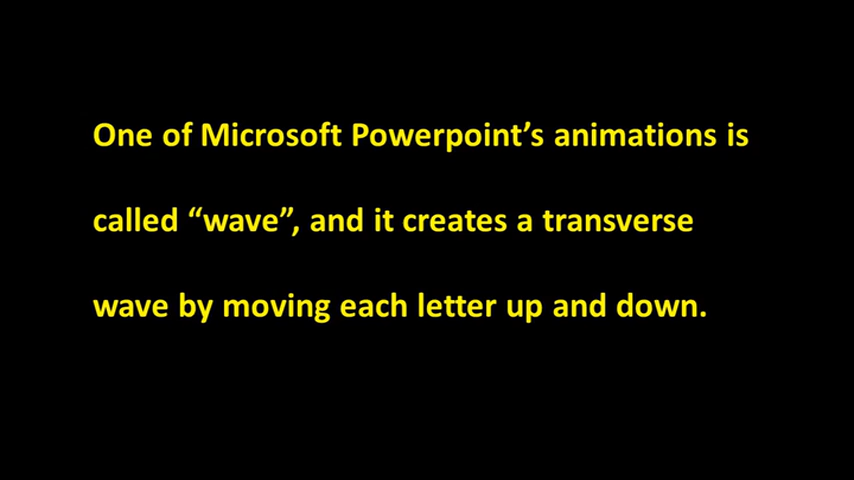 One of Microsoft Powerpoint’s animations is
called “wave”, and it creates a transverse
wave by moving each letter up and down.